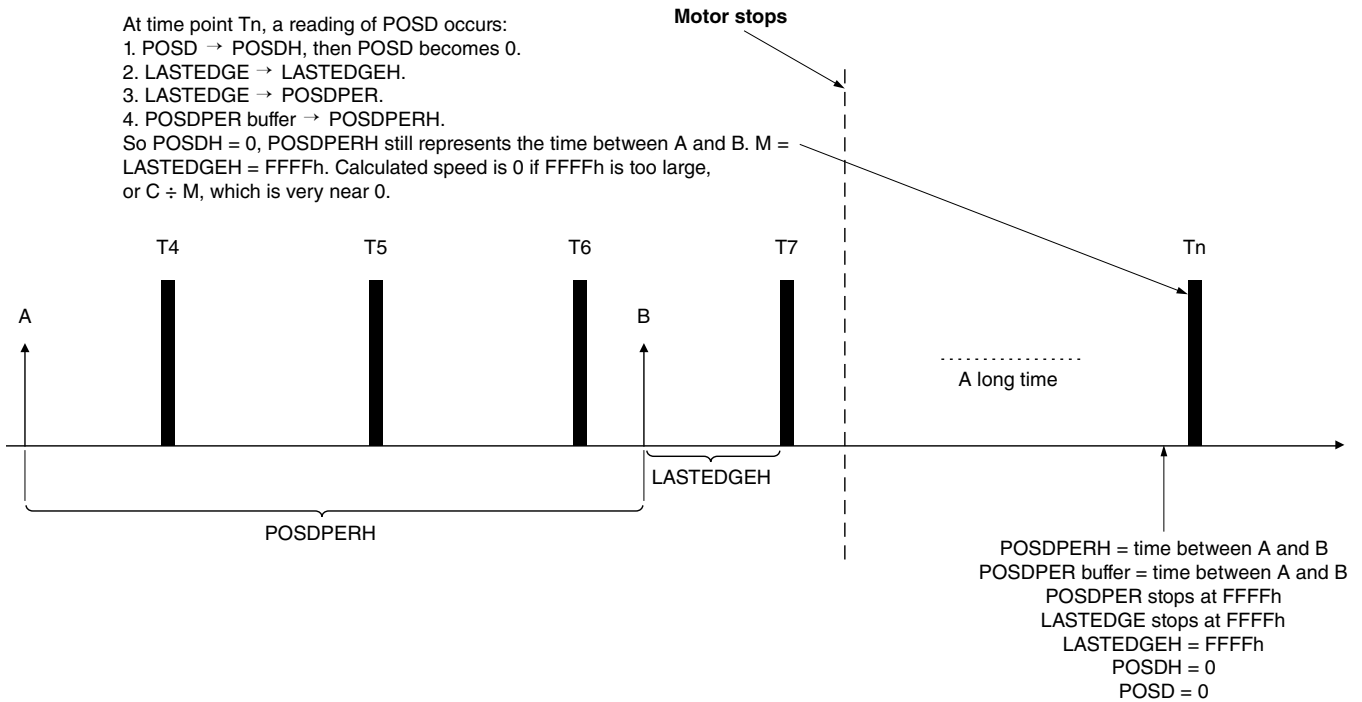 At time point Tn, a reading of POSD occurs:
1. POSD → POSDH, then POSD becomes 0.
2. LASTEDGE → LASTEDGEH.
3. LASTEDGE → POSDPER.
4. POSDPER buffer → POSDPERH.
So POSDH = 0, POSDPERH still represents the time between A and B. M =
LASTEDGEH = FFFFh. Calculated speed is 0 if FFFFh is too large,
or C ÷ M, which is very near 0.
Motor stops
T4
T5
T6
T7
Tn
A
B
A long time
LASTEDGEH
POSDPERH
POSDPERH = time between A and B
POSDPER buffer = time between A and B
POSDPER stops at FFFFh
LASTEDGE stops at FFFFh
LASTEDGEH = FFFFh
POSDH = 0
POSD = 0